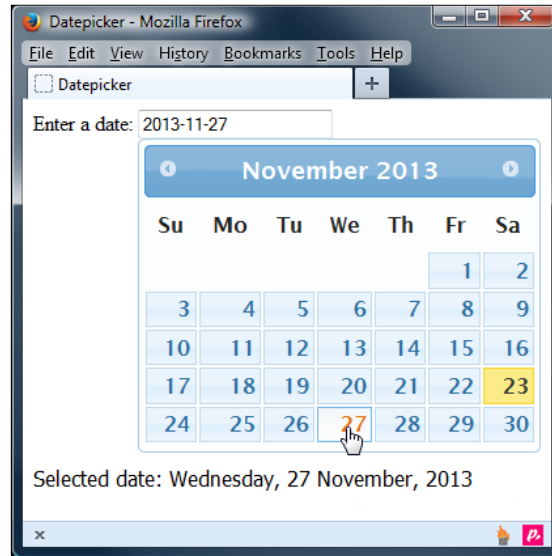 Datepicker - Mozilla Firefox
File Edit View History Bookmarks Tools Help
Datepicker
Enter a date: 2013-11-27
November 2013
Su Mo Tu We Th Fr Sa
1 2
3 4 5 6 7 8 9
10 11 12 13 14 15 16
17 18 19 20 21 22 23
24 25 26 27 28 29 30
Selected date: Wednesday, 27 November, 2013